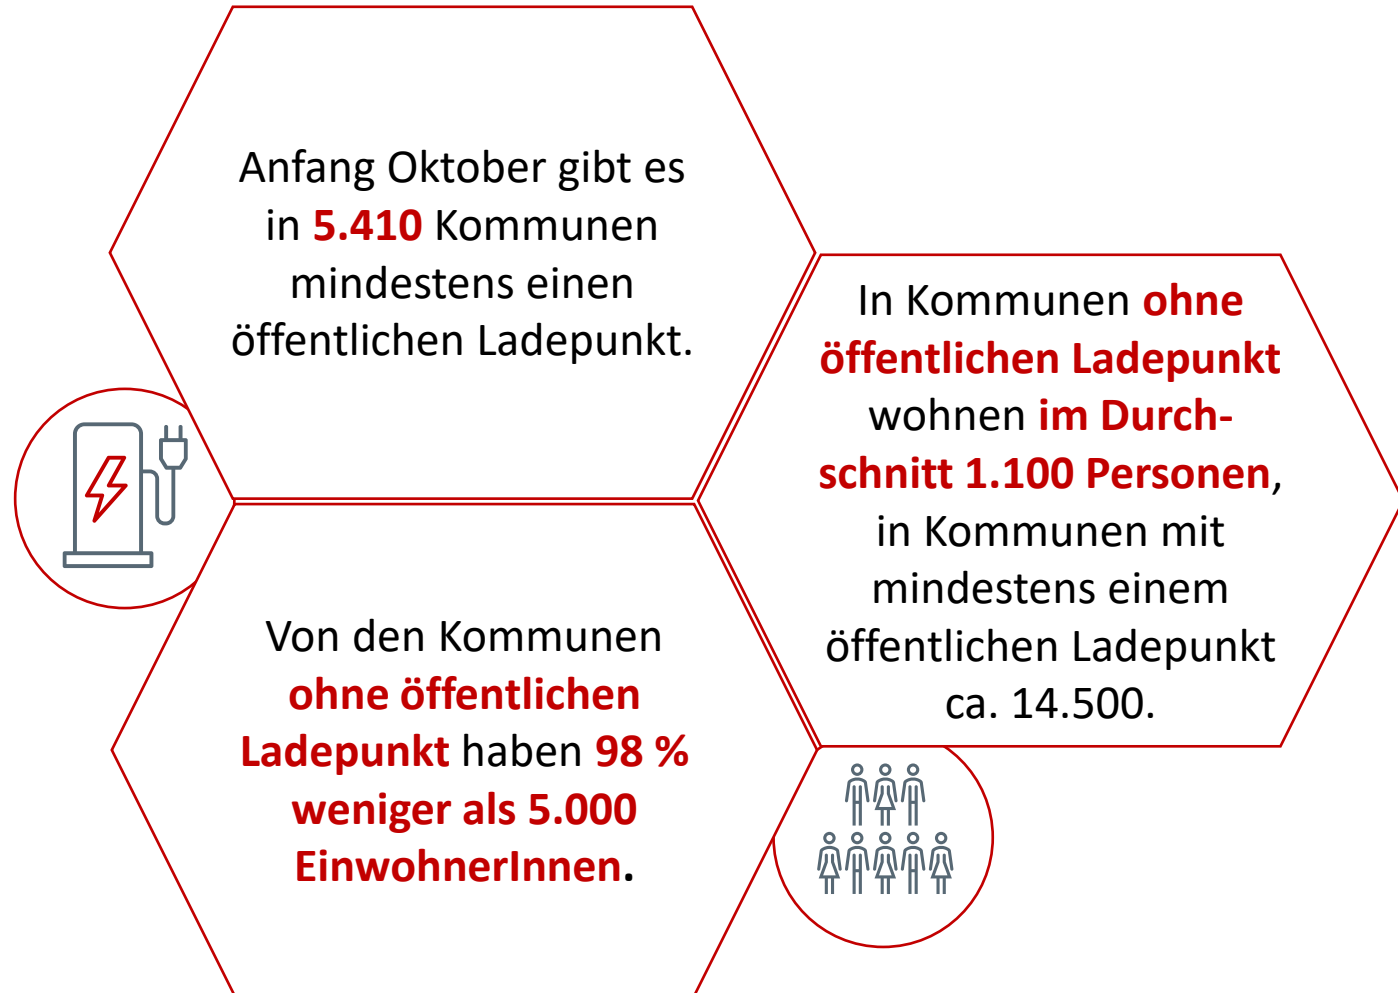 Anfang Oktober gibt es
in 5.410 Kommunen
mindestens einen
öffentlichen Ladepunkt.
In Kommunen ohne
öffentlichen Ladepunkt
wohnen im Durch-
schnitt 1.100 Personen,
in Kommunen mit
mindestens einem
öffentlichen Ladepunkt
ca. 14.500.
Von den Kommunen
ohne öffentlichen
Ladepunkt haben 98 %
weniger als 5.000
EinwohnerInnen.